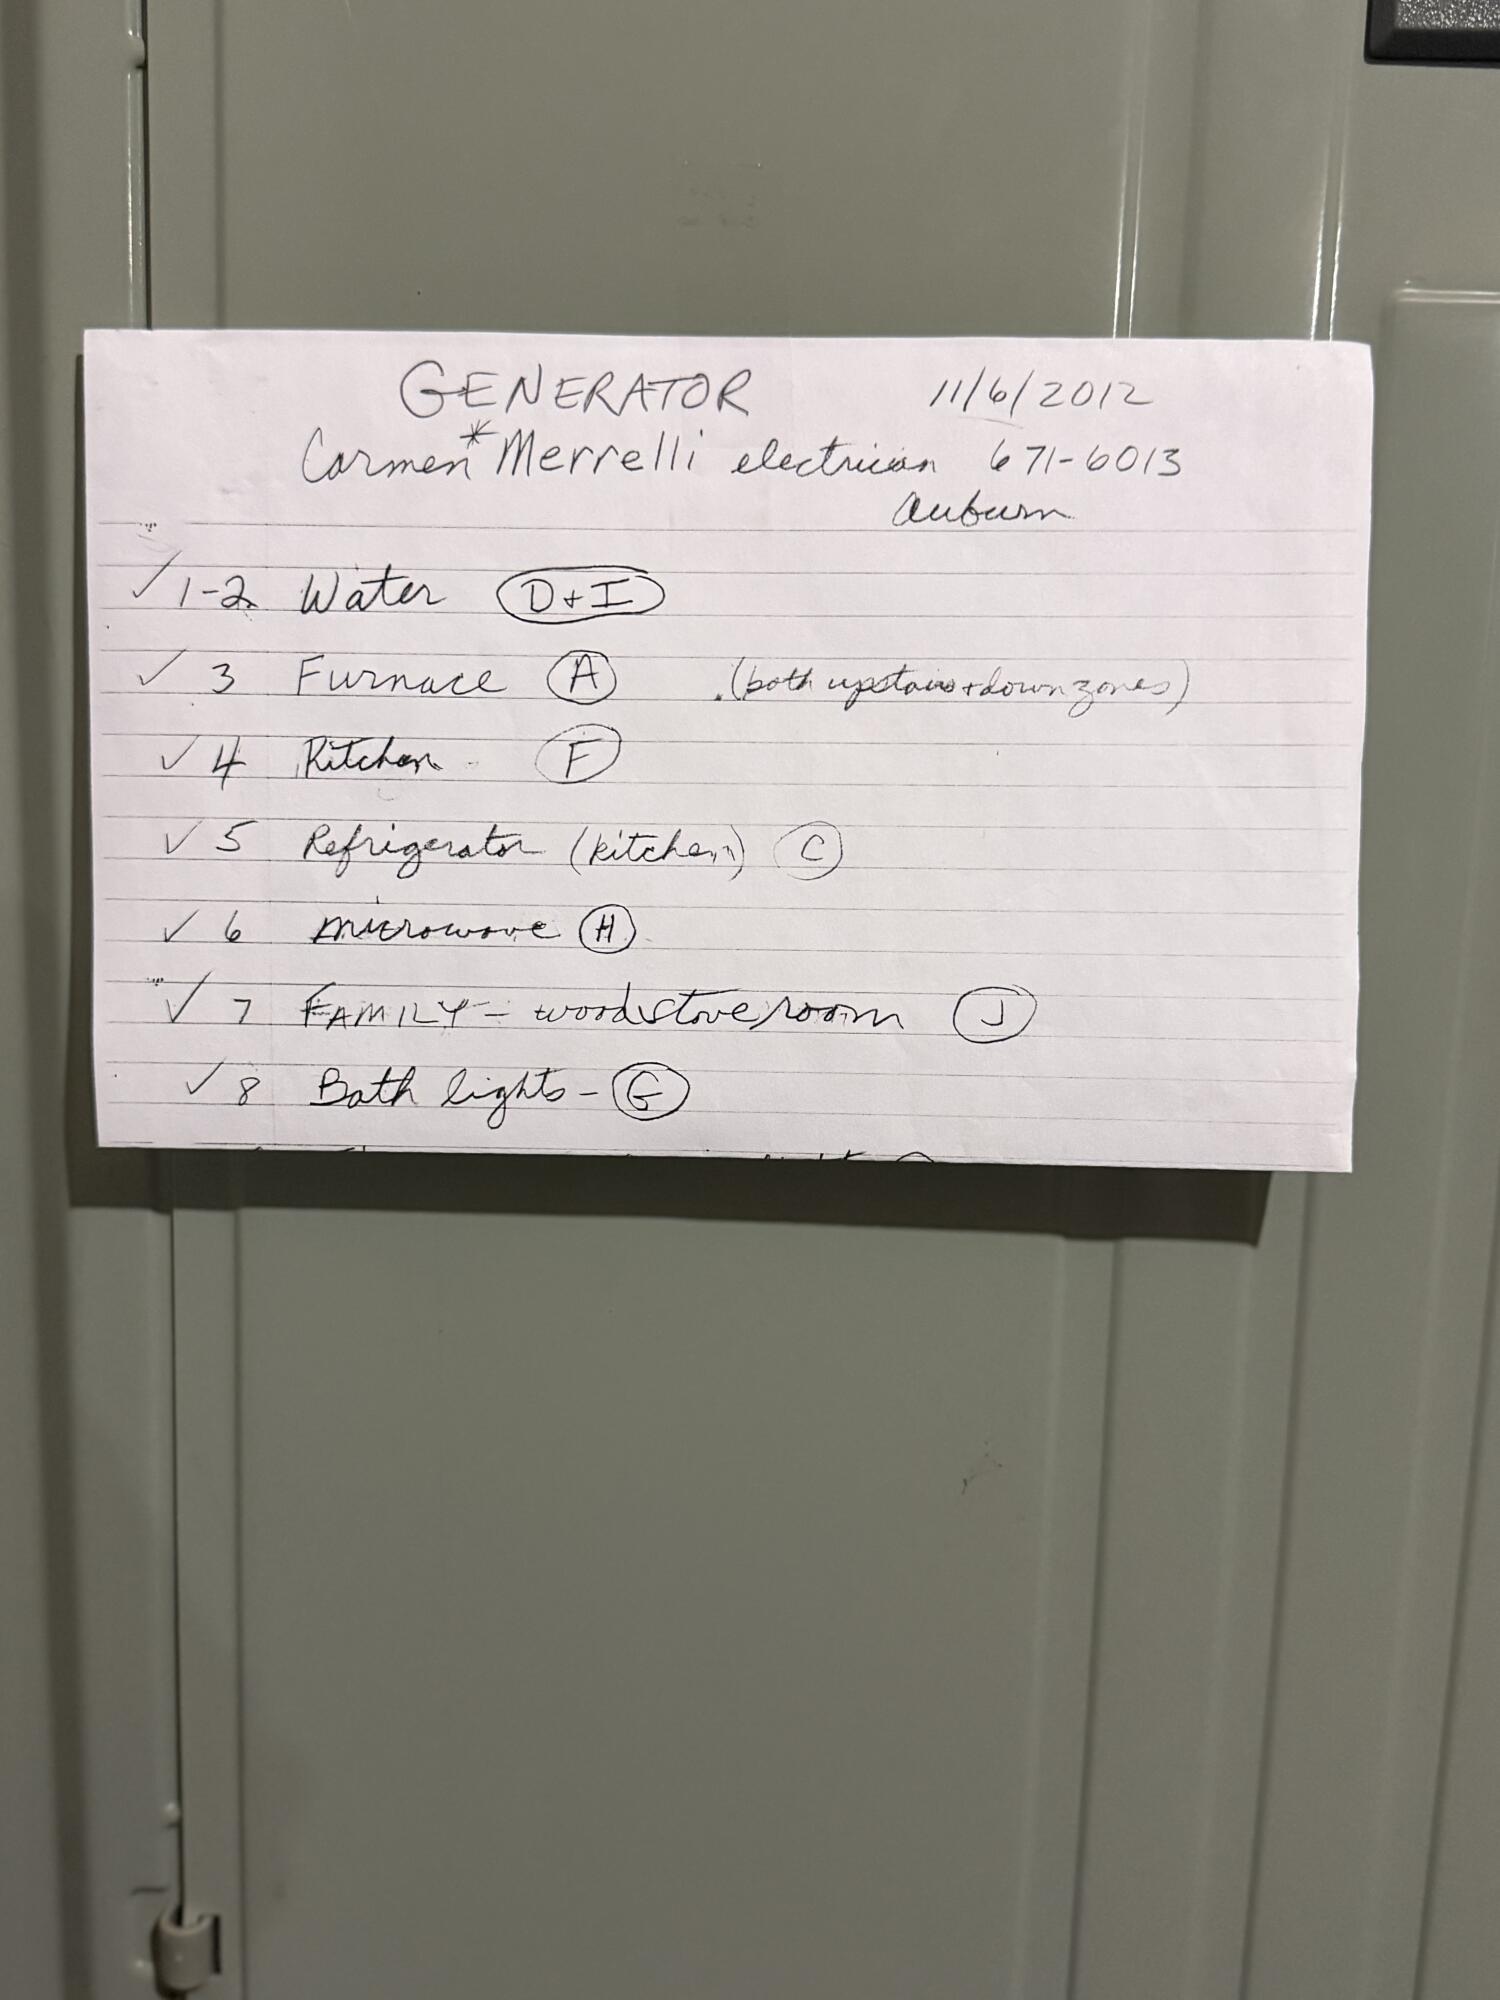 GENERATOR 11/6/2012
Carmen* Merrelli electrician 671-6013
Auburn
✓ 1-2 Water D+I
✓ 3 Furnace A (both upstairs + down zones)
✓ 4 Kitchen F
✓ 5 Refrigerator (kitchen) C
✓ 6 microwave H
✓ 7 FAMILY - woodstove room J
✓ 8 Bath lights - G